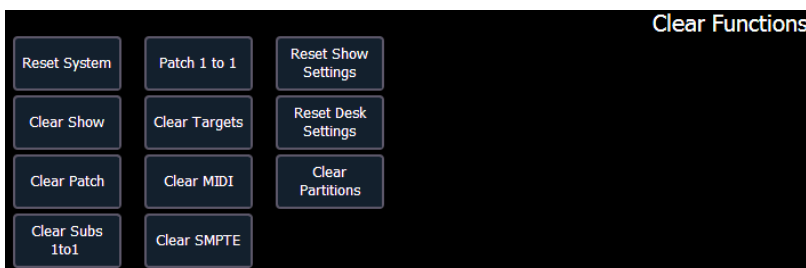 Clear Functions
Reset System
Patch 1 to 1
Reset Show
Settings
Clear Show
Clear Targets
Reset Desk
Settings
Clear Patch
Clear MIDI
Clear
Partitions
Clear Subs
1to1
Clear SMPTE